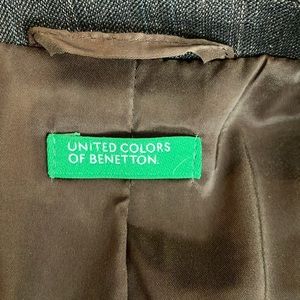 UNITED COLORS
OF BENETTON.